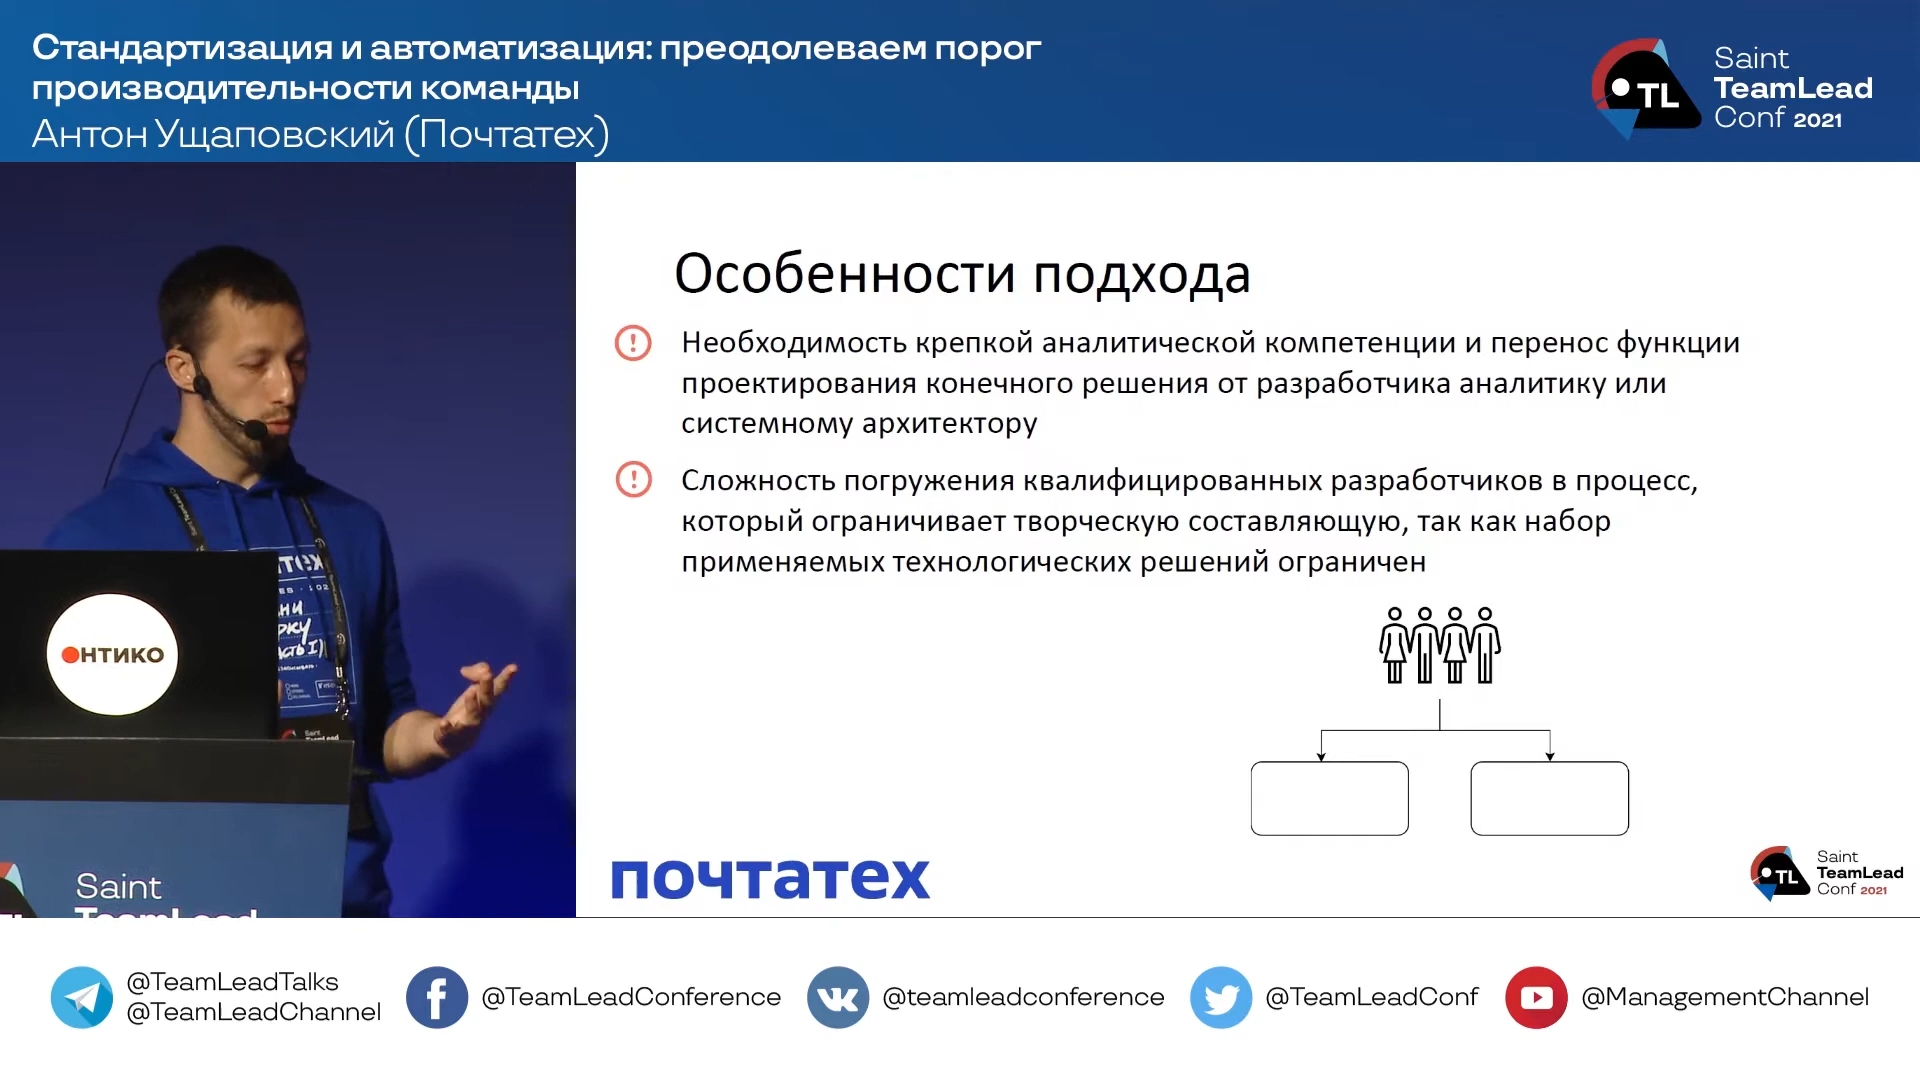 Стандартизация и автоматизация: преодолеваем порог
производительности команды
Антон Ущаповский (Почтатех)
TL
Saint
TeamLead
Conf 2021
Особенности подхода
Необходимость крепкой аналитической компетенции и перенос функции
проектирования конечного решения от разработчика аналитику или
системному архитектору
Сложность погружения квалифицированных разработчиков в процесс,
который ограничивает творческую составляющую, так как набор
применяемых технологических решений ограничен
ОНТИКО
Saint
TeamLead
почтатех
TL
Saint
TeamLead
Conf 2021
@TeamLeadTalks
@TeamLeadChannel
@TeamLeadConference
@teamleadconference
@TeamLeadConf
@ManagementChannel